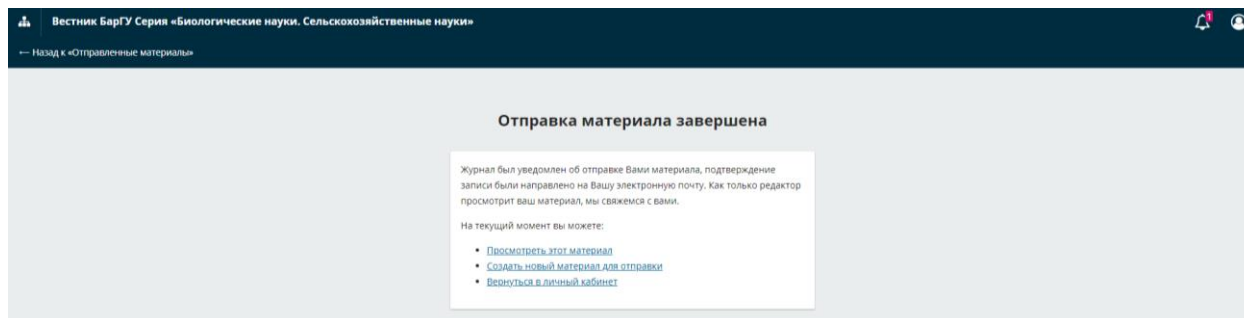 Вестник БарГУ Серия «Биологические науки. Сельскохозяйственные науки»
1
← Назад к «Отправленные материалы»
Отправка материала завершена
Журнал был уведомлен об отправке Вами материала, подтверждение
записи были направлено на Вашу электронную почту. Как только редактор
просмотрит ваш материал, мы свяжемся с вами.
На текущий момент вы можете:
• Просмотреть этот материал
• Создать новый материал для отправки
• Вернуться в личный кабинет